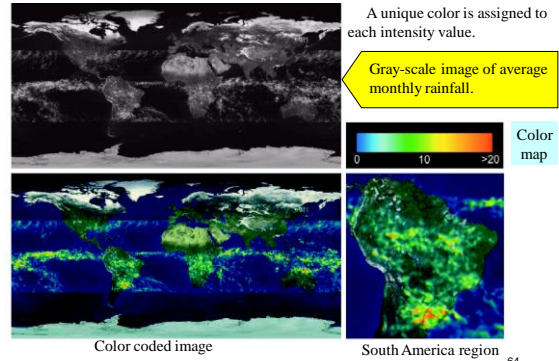 A unique color is assigned to
each intensity value.
Gray-scale image of average
monthly rainfall.
Color
map
0 10 >20
Color coded image
South America region
64